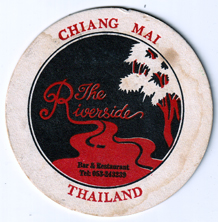 CHIANG MAI
The
Riverside
Bar & Restaurant
Tel: 053-243239
THAILAND